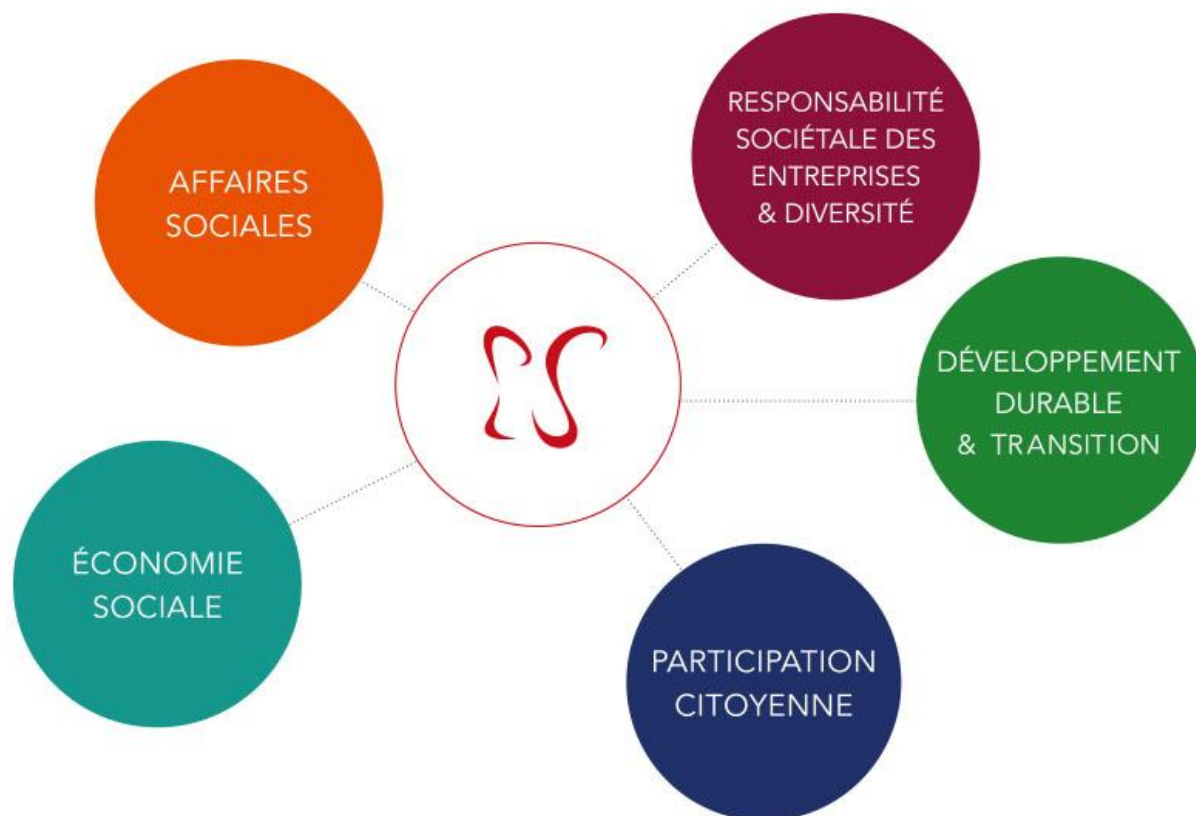 AFFAIRES
SOCIALES
RESPONSABILITÉ
SOCIÉTALE DES
ENTREPRISES
& DIVERSITÉ
DÉVELOPPEMENT
DURABLE
& TRANSITION
ÉCONOMIE
SOCIALE
PARTICIPATION
CITOYENNE